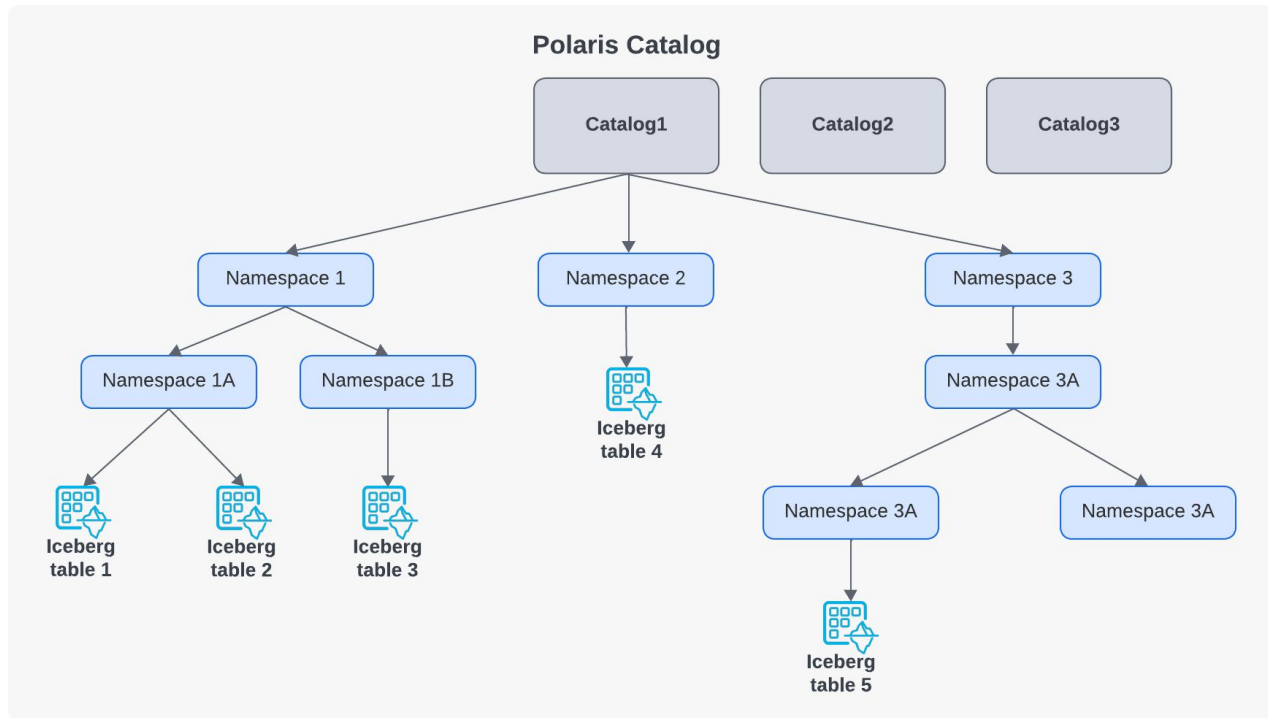 Polaris Catalog
Catalog1
Catalog2
Catalog3
Namespace 1
Namespace 2
Namespace 3
Namespace 1A
Namespace 1B
Namespace 3A
Iceberg
table 4
Namespace 3A
Namespace 3A
Iceberg
table 1
Iceberg
table 2
Iceberg
table 3
Iceberg
table 5